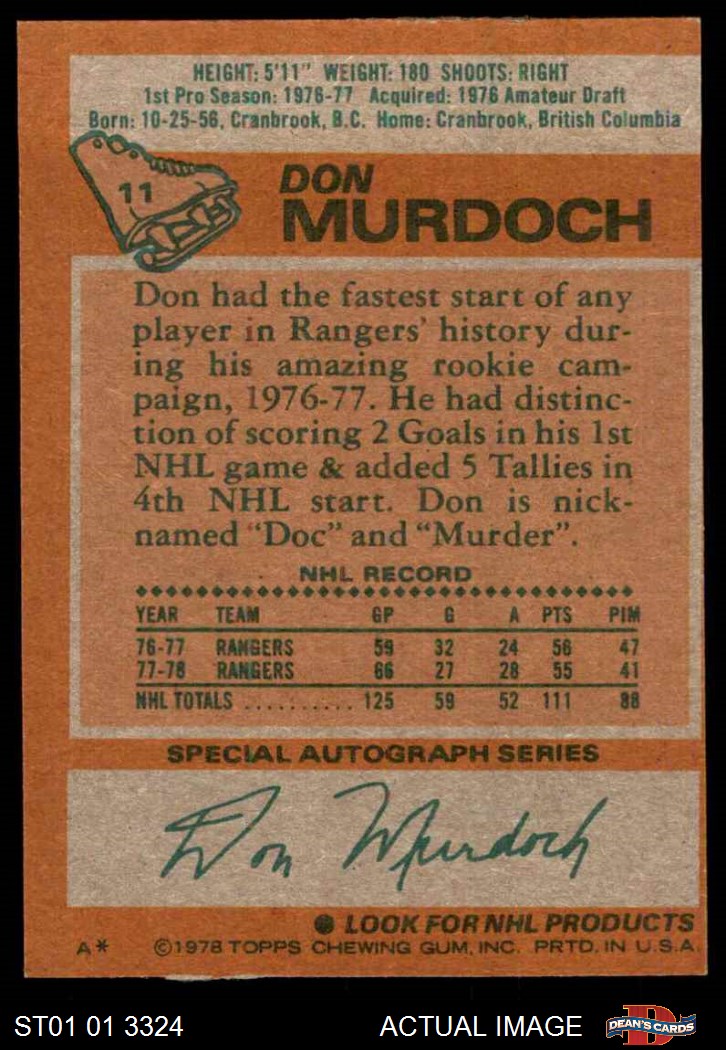 HEIGHT: 5'11" WEIGHT: 180 SHOOTS: RIGHT
1st Pro Season: 1976-77 Acquired: 1976 Amateur Draft
Born: 10-25-56, Cranbrook, B.C. Home: Cranbrook, British Columbia
11
DON
MURDOCH
Don had the fastest start of any
player in Rangers' history dur-
ing his amazing rookie cam-
paign, 1976-77. He had distinc-
tion of scoring 2 Goals in his 1st
NHL game & added 5 Tallies in
4th NHL start. Don is nick-
named "Doc" and "Murder".
NHL RECORD
YEAR TEAM GP G A PTS PIM
76-77 RANGERS 59 32 24 56 47
77-78 RANGERS 66 27 28 55 41
NHL TOTALS .......... 125 59 52 111 88
SPECIAL AUTOGRAPH SERIES
Don Murdoch
LOOK FOR NHL PRODUCTS
A* ©1978 TOPPS CHEWING GUM, INC. PRTD. IN U.S.A
ST01 01 3324 ACTUAL IMAGE D DEAN'S CARDS